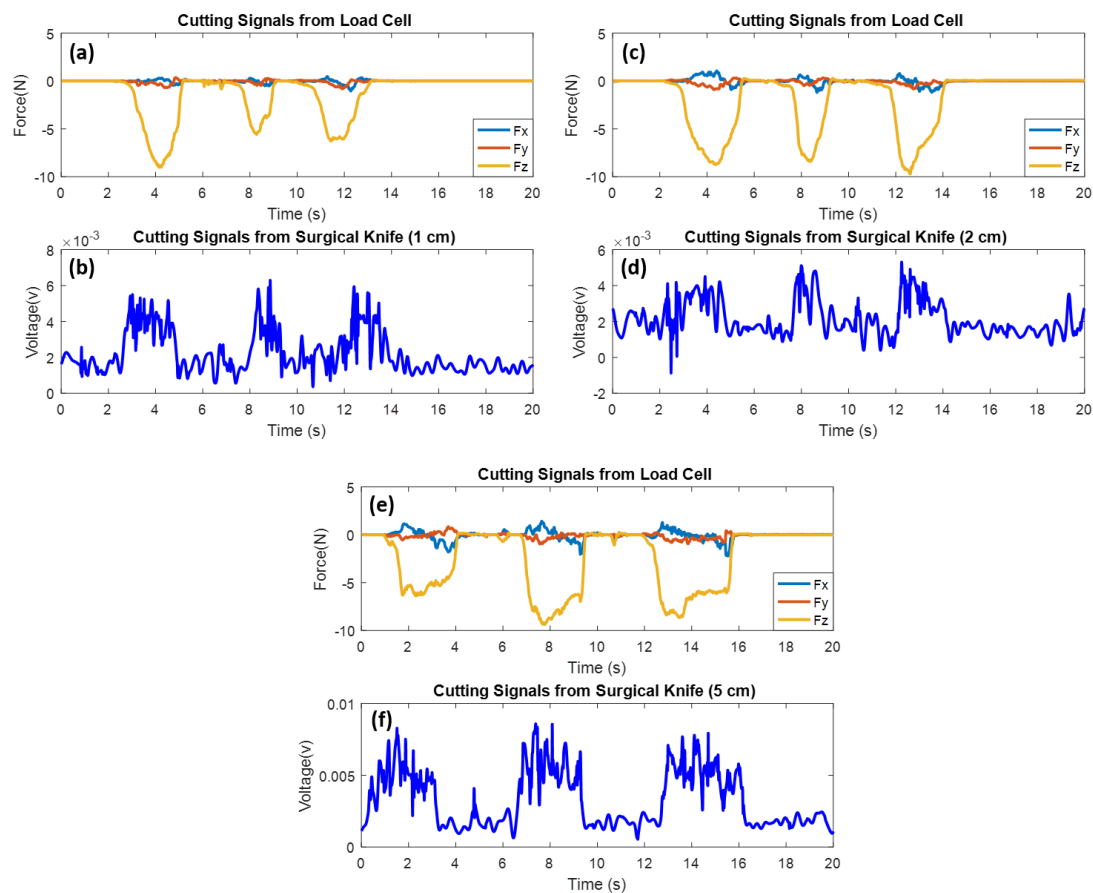 Cutting Signals from Load Cell
(a)
5
0
-5
-10
Force(N)
Fx
Fy
Fz
0 2 4 6 8 10 12 14 16 18 20
Time (s)
Cutting Signals from Load Cell
(c)
5
0
-5
-10
Force(N)
Fx
Fy
Fz
0 2 4 6 8 10 12 14 16 18 20
Time (s)
×10-3
Cutting Signals from Surgical Knife (1 cm)
(b)
8
6
4
2
0
Voltage(v)
0 2 4 6 8 10 12 14 16 18 20
Time (s)
×10-3
Cutting Signals from Surgical Knife (2 cm)
(d)
6
4
2
0
-2
Voltage(v)
0 2 4 6 8 10 12 14 16 18 20
Time (s)
Cutting Signals from Load Cell
(e)
5
0
-5
-10
Force(N)
Fx
Fy
Fz
0 2 4 6 8 10 12 14 16 18 20
Time (s)
Cutting Signals from Surgical Knife (5 cm)
(f)
0.01
0.005
0
Voltage(v)
0 2 4 6 8 10 12 14 16 18 20
Time (s)